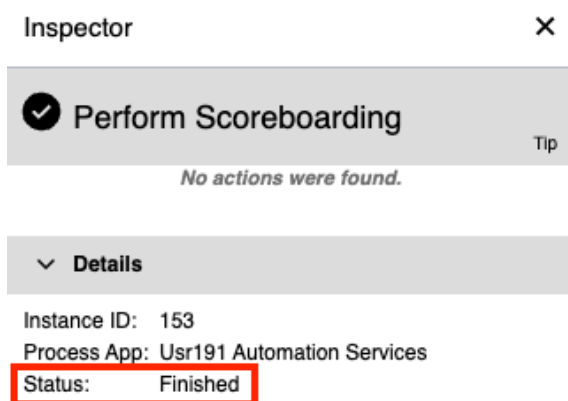 Inspector
Perform Scoreboarding
Tip
No actions were found.
Details
Instance ID: 153
Process App: Usr191 Automation Services
Status: Finished